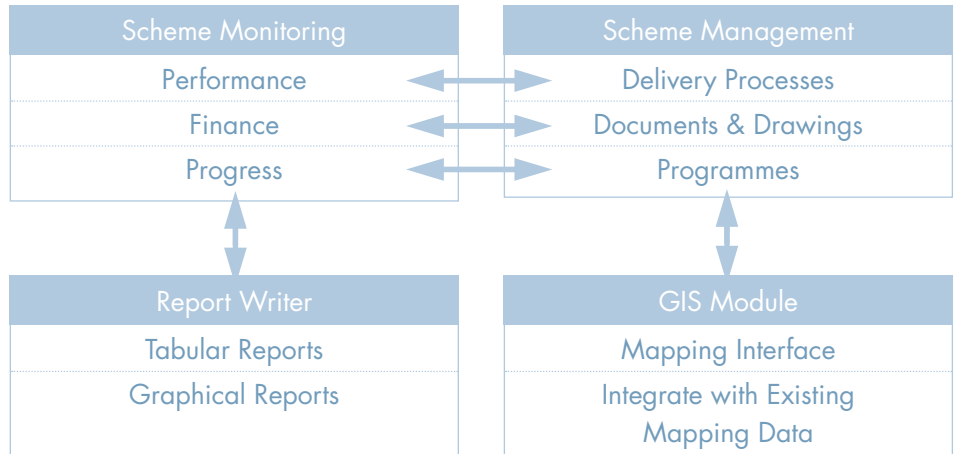 Scheme Monitoring
Performance
Finance
Progress
Scheme Management
Delivery Processes
Documents & Drawings
Programmes
Report Writer
Tabular Reports
Graphical Reports
GIS Module
Mapping Interface
Integrate with Existing
Mapping Data